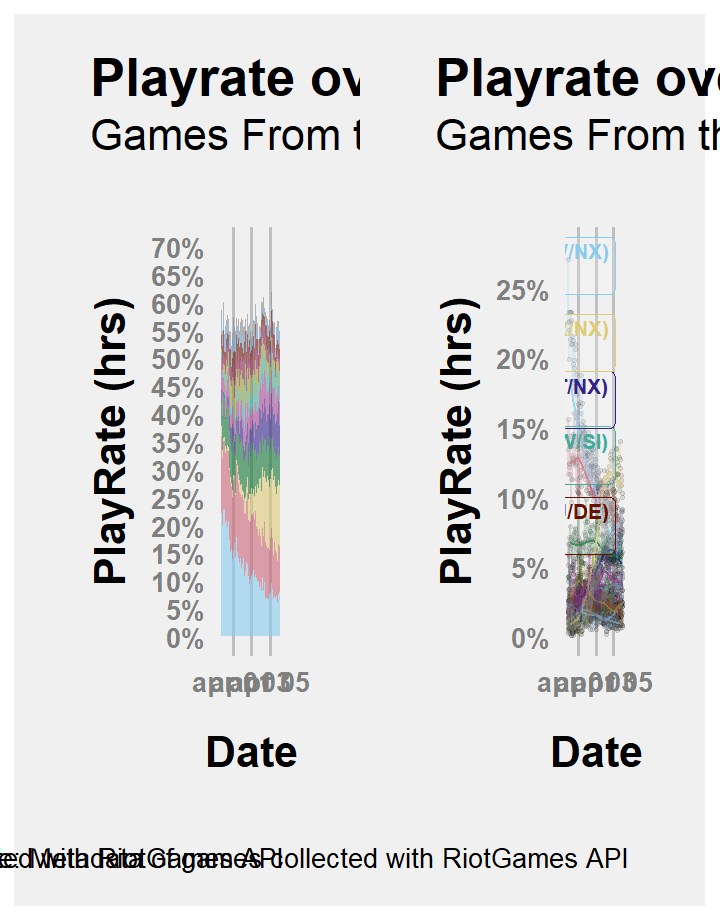 Playrate ov
Playrate ove
Games From t
Games From th
PlayRate (hrs)
70%
65%
60%
55%
50%
45%
40%
35%
30%
25%
20%
15%
10%
5%
0%
Date
PlayRate (hrs)
25%
20%
15%
10%
5%
0%
/NX)
/NX)
/NX)
V/SI)
/DE)
Date
collected with RiotGames API